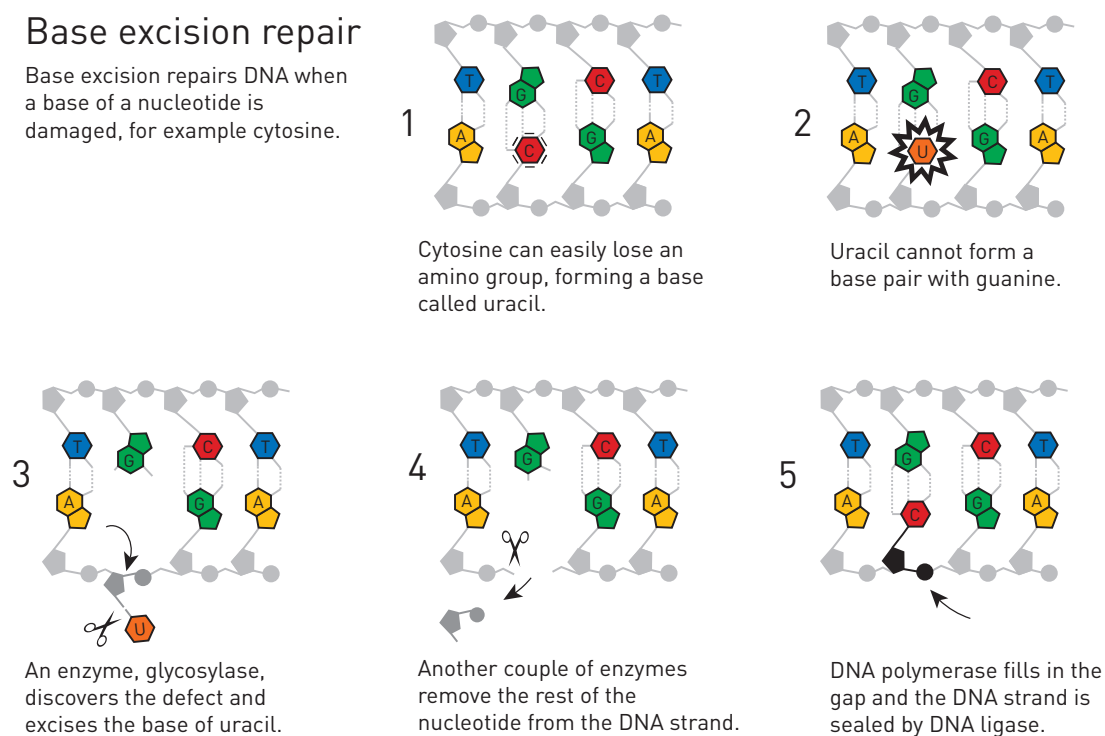 Base excision repair
Base excision repairs DNA when
a base of a nucleotide is
damaged, for example cytosine.
1
T
G
C
T
A
C
G
A
Cytosine can easily lose an
amino group, forming a base
called uracil.
2
T
G
C
T
A
U
G
A
Uracil cannot form a
base pair with guanine.
3
T
G
C
T
A
G
A
U
An enzyme, glycosylase,
discovers the defect and
excises the base of uracil.
4
T
G
C
T
A
G
A
Another couple of enzymes
remove the rest of the
nucleotide from the DNA strand.
5
T
G
C
T
A
C
G
A
DNA polymerase fills in the
gap and the DNA strand is
sealed by DNA ligase.